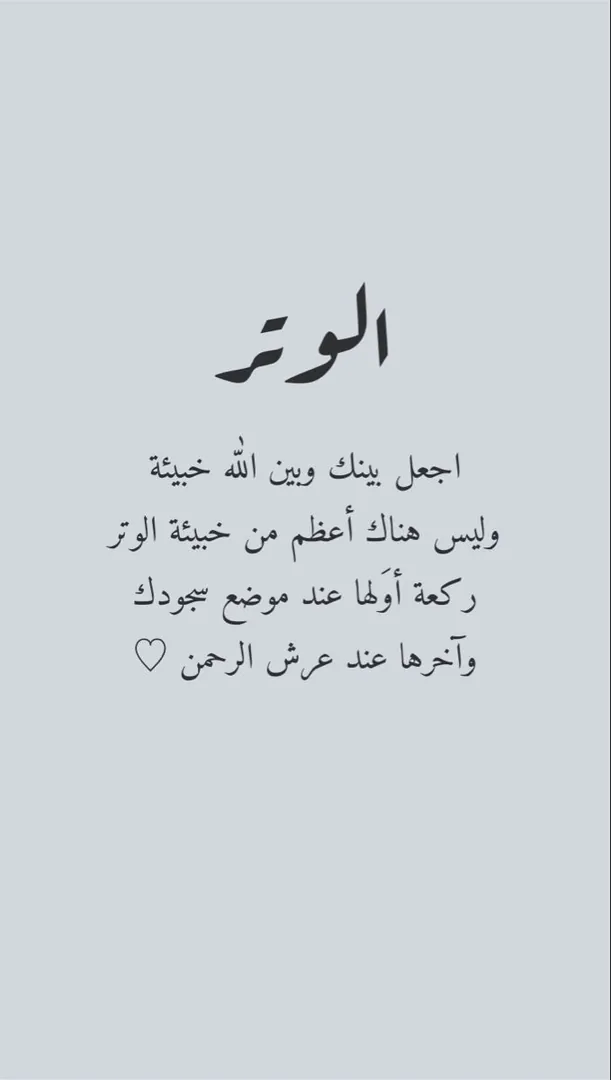 الوتر
اجعل بينك وبين الله خبيئة
وليس هناك أعظم من خبيئة الوتر
ركعة أوَلها عند موضع سجودك
وآخرها عند عرش الرحمن ♡